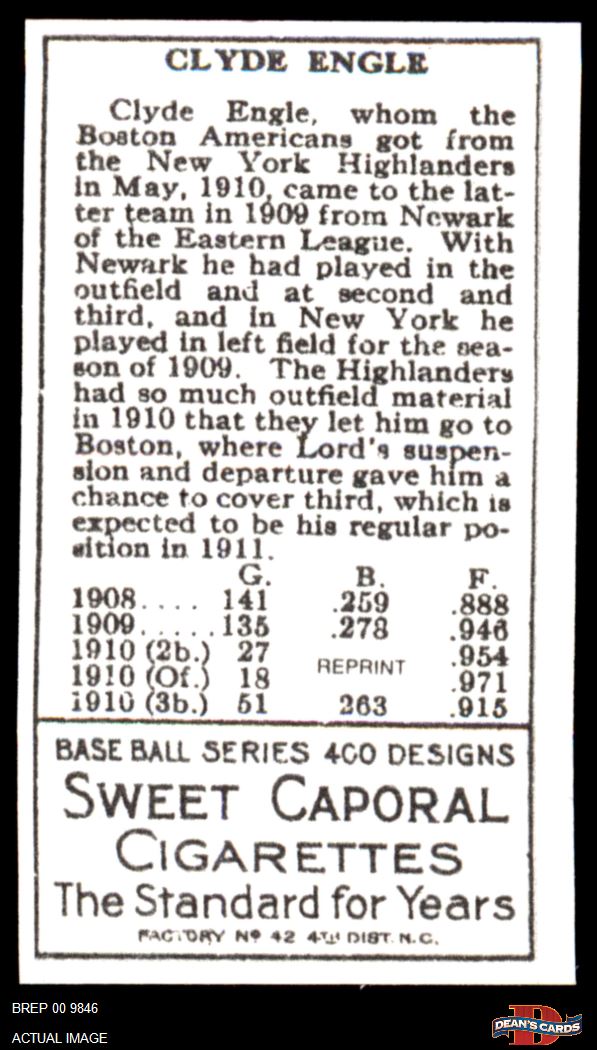 CLYDE ENGLE
Clyde Engle, whom the
Boston Americans got from
the New York Highlanders
in May, 1910, came to the lat-
ter team in 1909 from Newark
of the Eastern League. With
Newark he had played in the
outfield and at second and
third, and in New York he
played in left field for the sea-
son of 1909. The Highlanders
had so much outfield material
in 1910 that they let him go to
Boston, where Lord's suspen-
sion and departure gave him a
chance to cover third, which is
expected to be his regular po-
sition in 1911.
G. B. F.
1908.... 141 .259 .888
1909......135 .278 .946
1910 (2b.) 27 .954
REPRINT
1910 (Of.) 18 .971
1910 (3b.) 51 263 .915
BASE BALL SERIES 400 DESIGNS
SWEET CAPORAL
CIGARETTES
The Standard for Years
FACTORY Nº 42 4TH DIST. N.C.
BREP 00 9846
ACTUAL IMAGE
D
DEAN'S CARDS